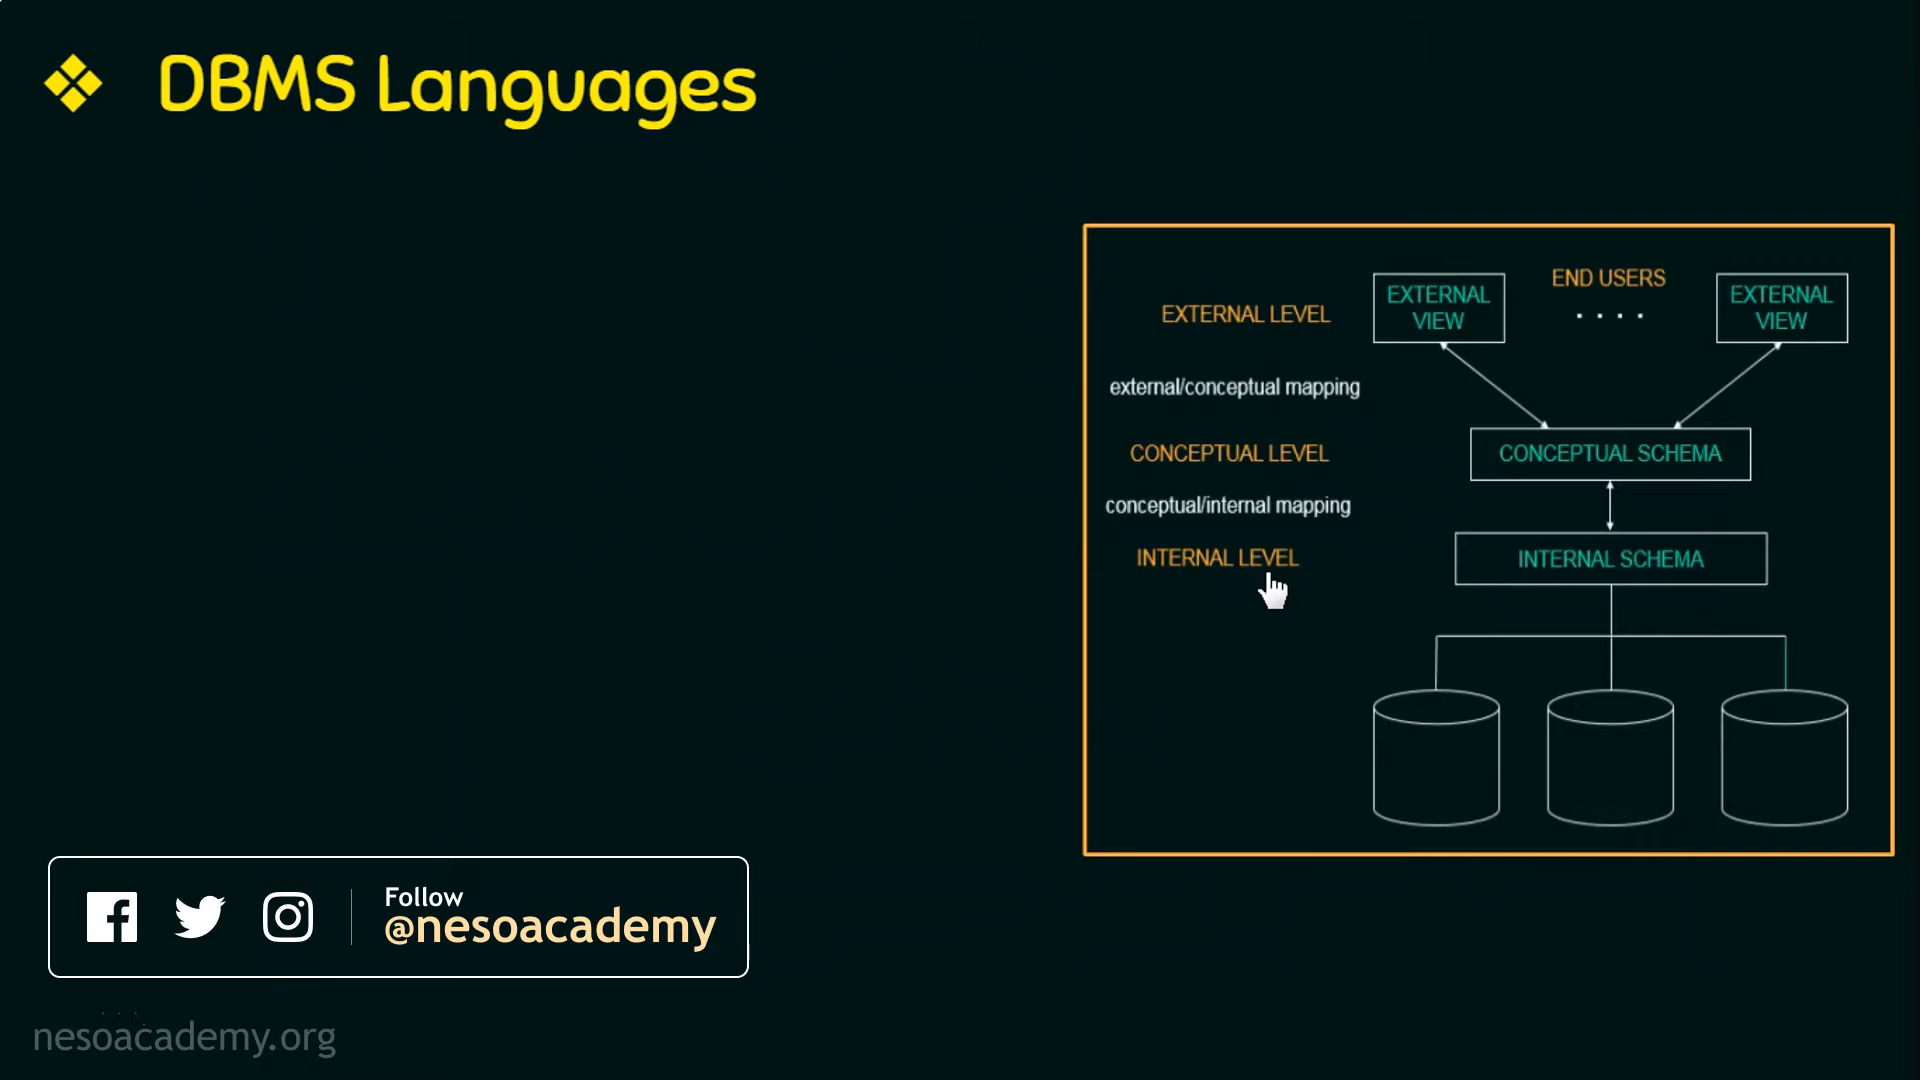 DBMS Languages
END USERS
EXTERNAL LEVEL
EXTERNAL
VIEW
. . . .
EXTERNAL
VIEW
external/conceptual mapping
CONCEPTUAL LEVEL
CONCEPTUAL SCHEMA
conceptual/internal mapping
INTERNAL LEVEL
INTERNAL SCHEMA
Follow
@nesoacademy
nesoacademy.org